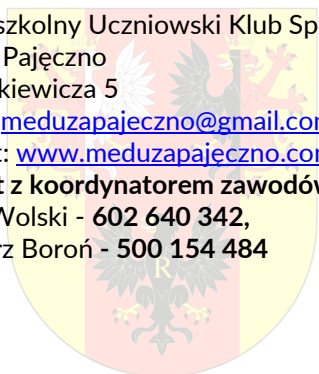 szkolny Uczniowski Klub Sp
Pajęczno
kiewicza 5
meduzapajeczno@gmail.com
t: www.meduzapajęczno.com
t z koordynatorem zawodów
Wolski - 602 640 342,
rz Boroń - 500 154 484
R